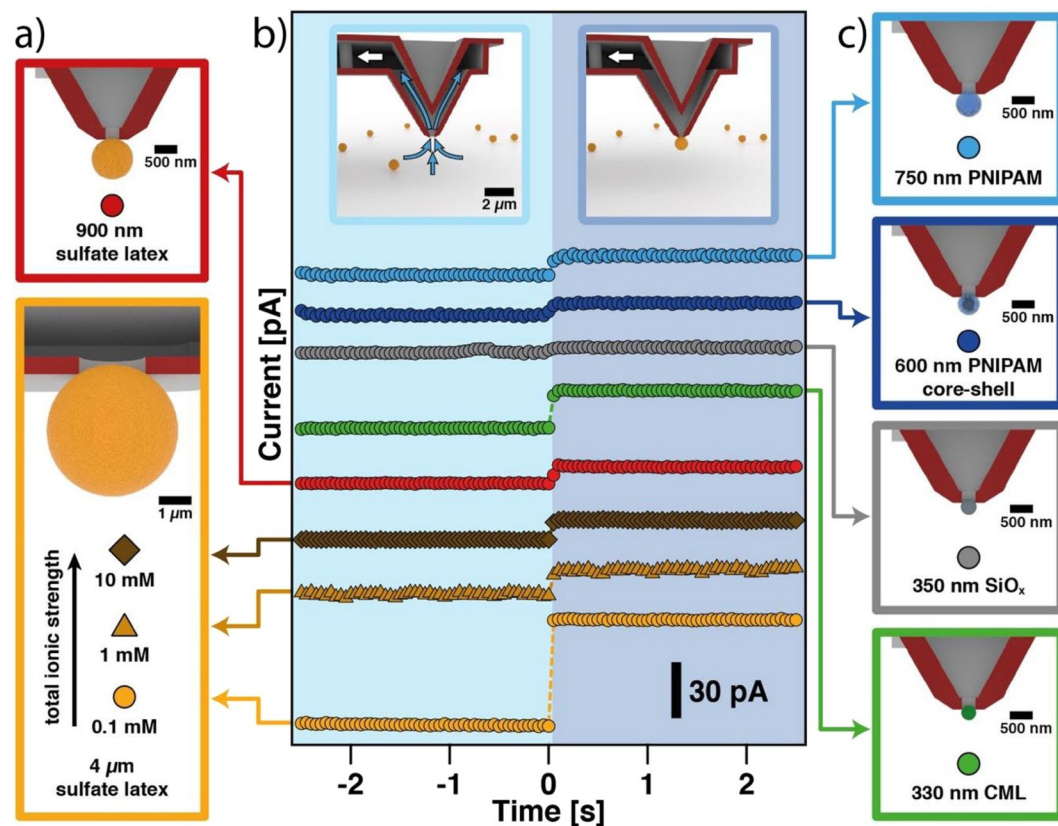 a)
500 nm
900 nm
sulfate latex
1 µm
total ionic strength
10 mM
1 mM
0.1 mM
4 µm
sulfate latex
b)
2 µm
Current [pA]
30 pA
-2
-1
0
1
2
Time [s]
c)
500 nm
750 nm PNIPAM
500 nm
600 nm PNIPAM
core-shell
500 nm
350 nm SiOₓ
500 nm
330 nm CML